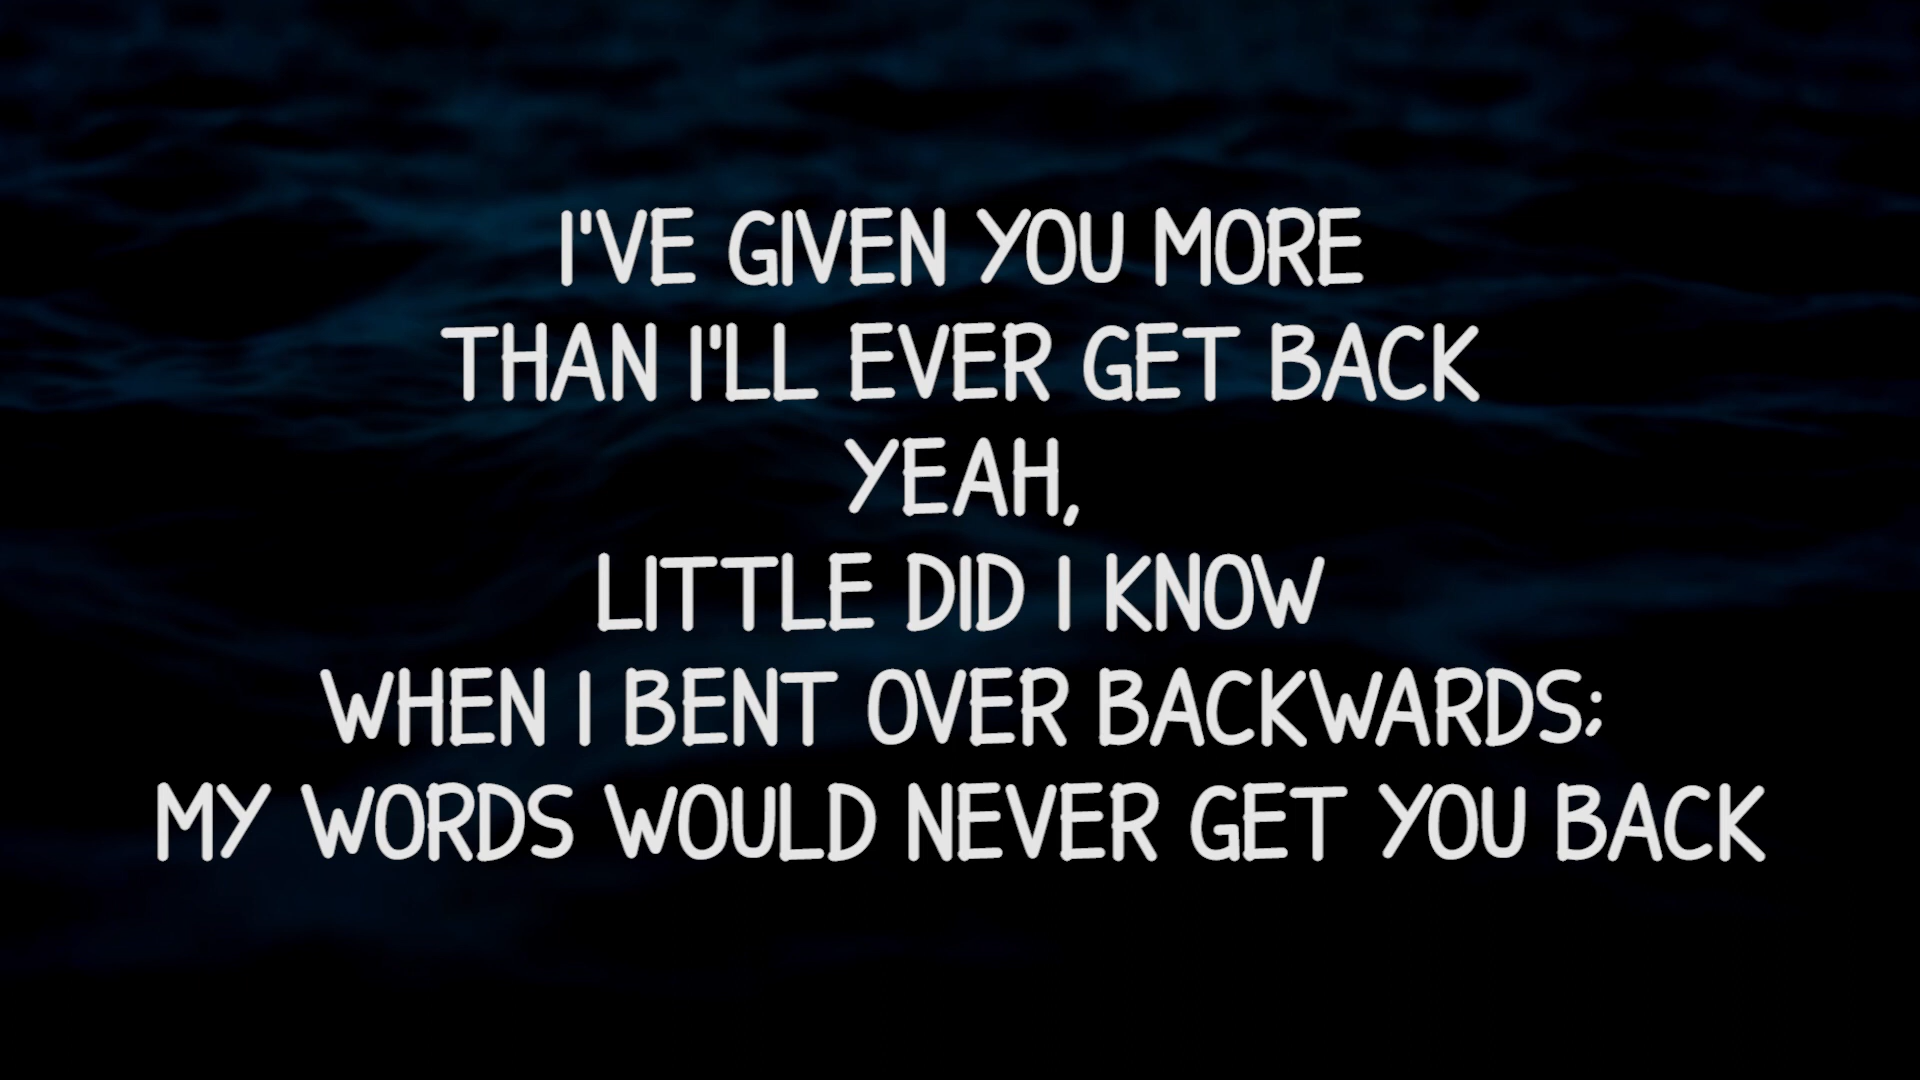 I'VE GIVEN YOU MORE
THAN I'LL EVER GET BACK
YEAH,
LITTLE DID I KNOW
WHEN I BENT OVER BACKWARDS;
MY WORDS WOULD NEVER GET YOU BACK